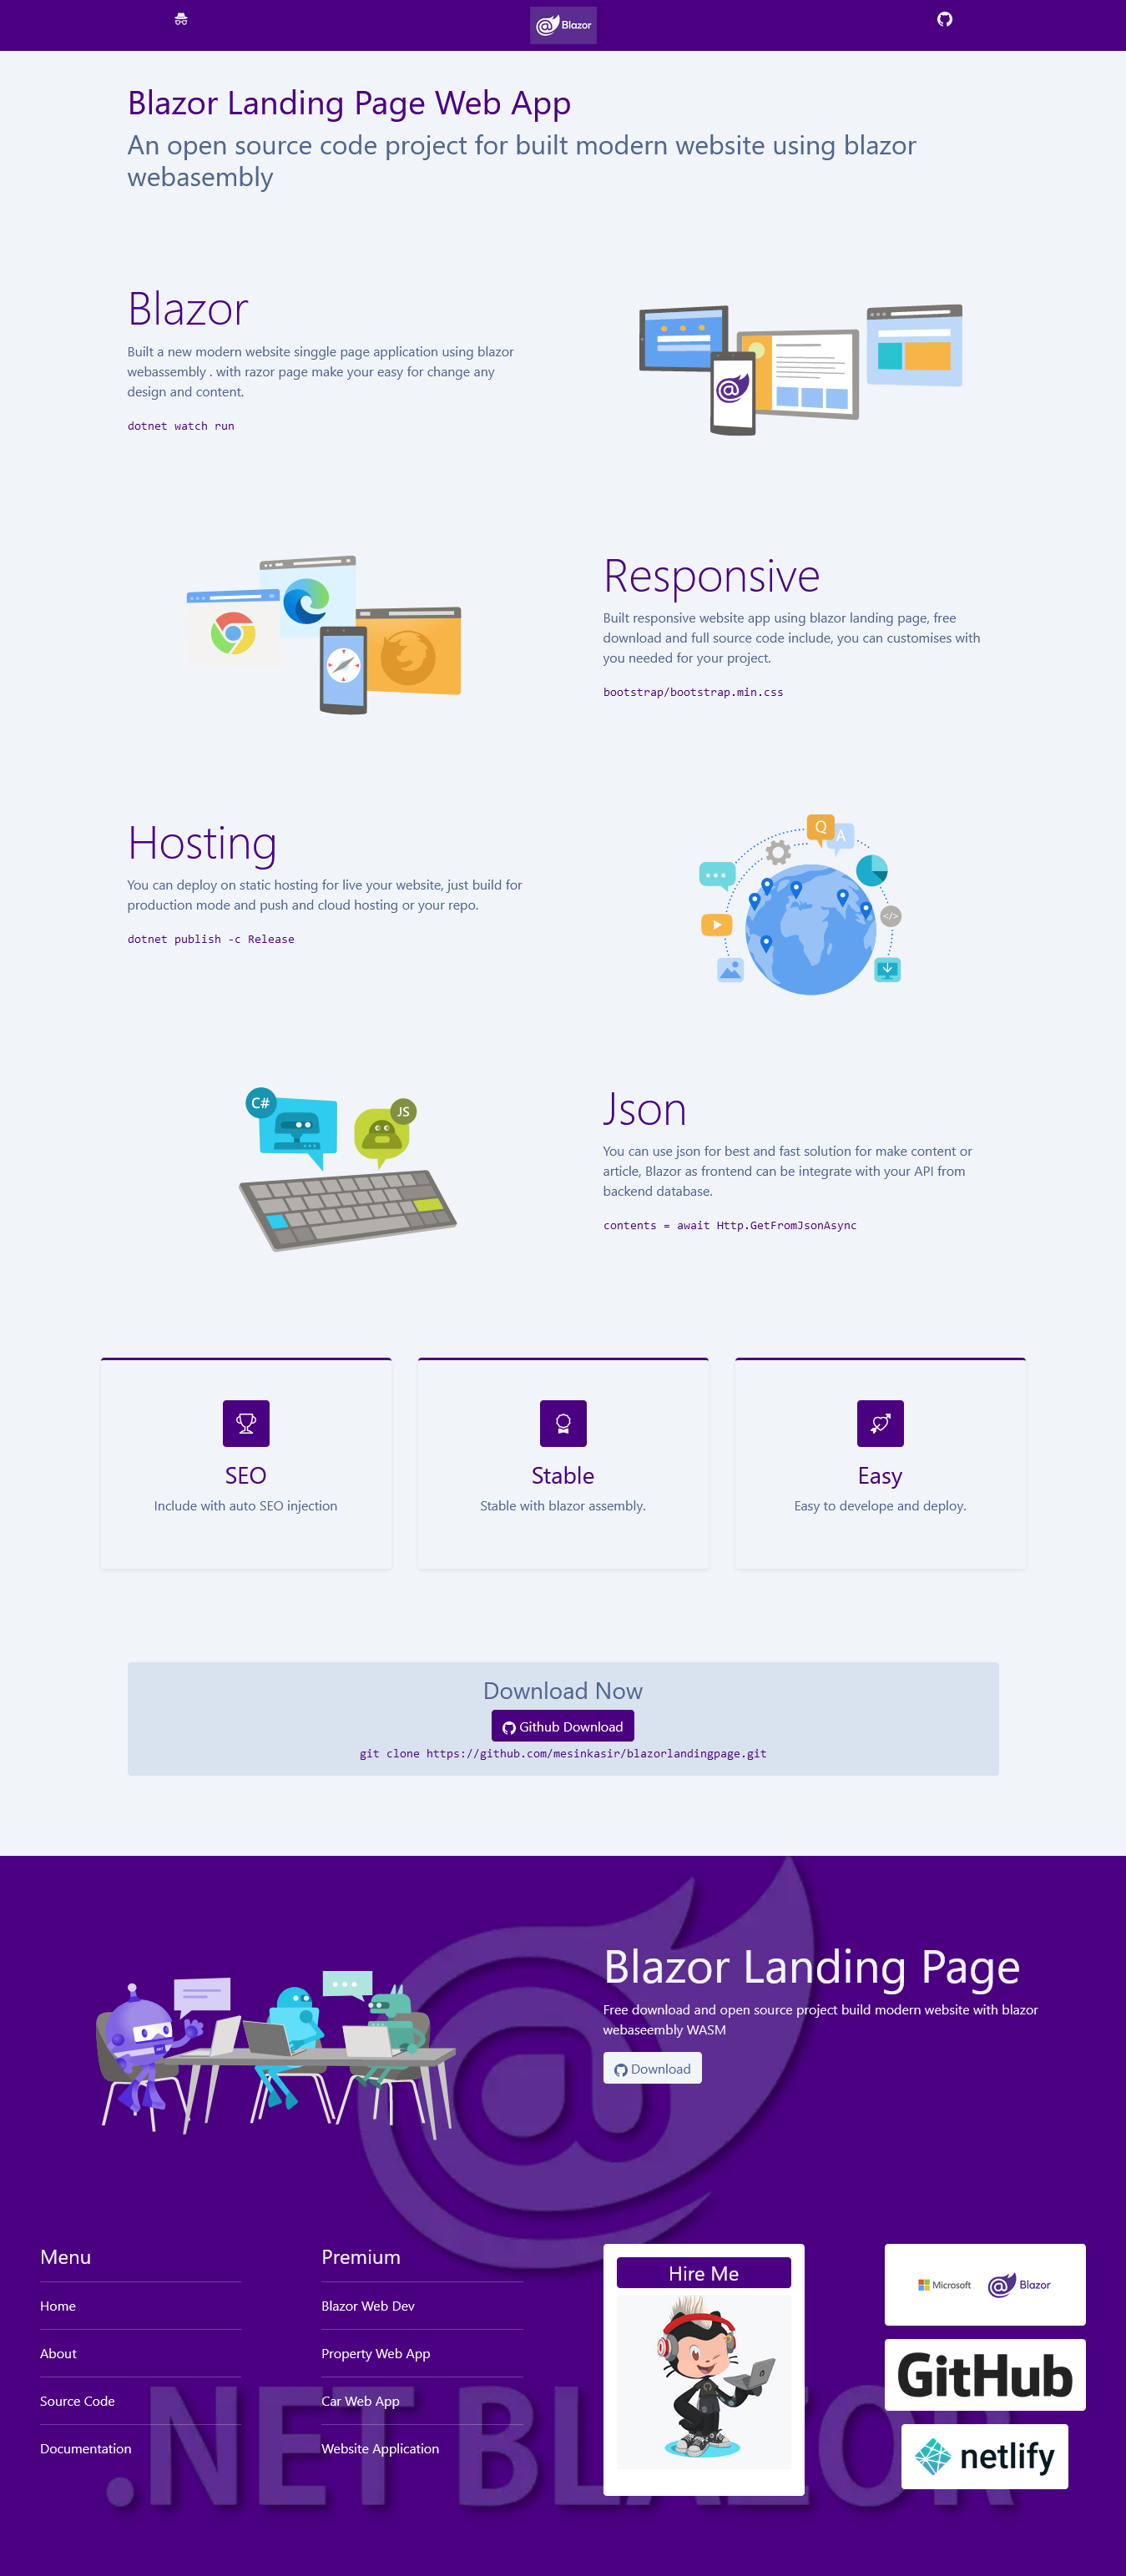 Blazor
Blazor Landing Page Web App
An open source code project for built modern website using blazor
webasembly
Blazor
Built a new modern website singgle page application using blazor
webassembly . with razor page make your easy for change any
design and content.
dotnet watch run
Responsive
Built responsive website app using blazor landing page, free
download and full source code include, you can customises with
you needed for your project.
bootstrap/bootstrap.min.css
Hosting
You can deploy on static hosting for live your website, just build for
production mode and push and cloud hosting or your repo.
dotnet publish -c Release
Q
A
</>
C#
JS
Json
You can use json for best and fast solution for make content or
article, Blazor as frontend can be integrate with your API from
backend database.
contents = await Http.GetFromJsonAsync
SEO
Include with auto SEO injection
Stable
Stable with blazor assembly.
Easy
Easy to develope and deploy.
Download Now
Github Download
git clone https://github.com/mesinkasir/blazorlandingpage.git
Blazor Landing Page
Free download and open source project build modern website with blazor
webaseembly WASM
Download
Menu
Home
About
Source Code
Documentation
Premium
Blazor Web Dev
Property Web App
Car Web App
Website Application
Hire Me
Microsoft
Blazor
GitHub
netlify
.NET BLAZOR